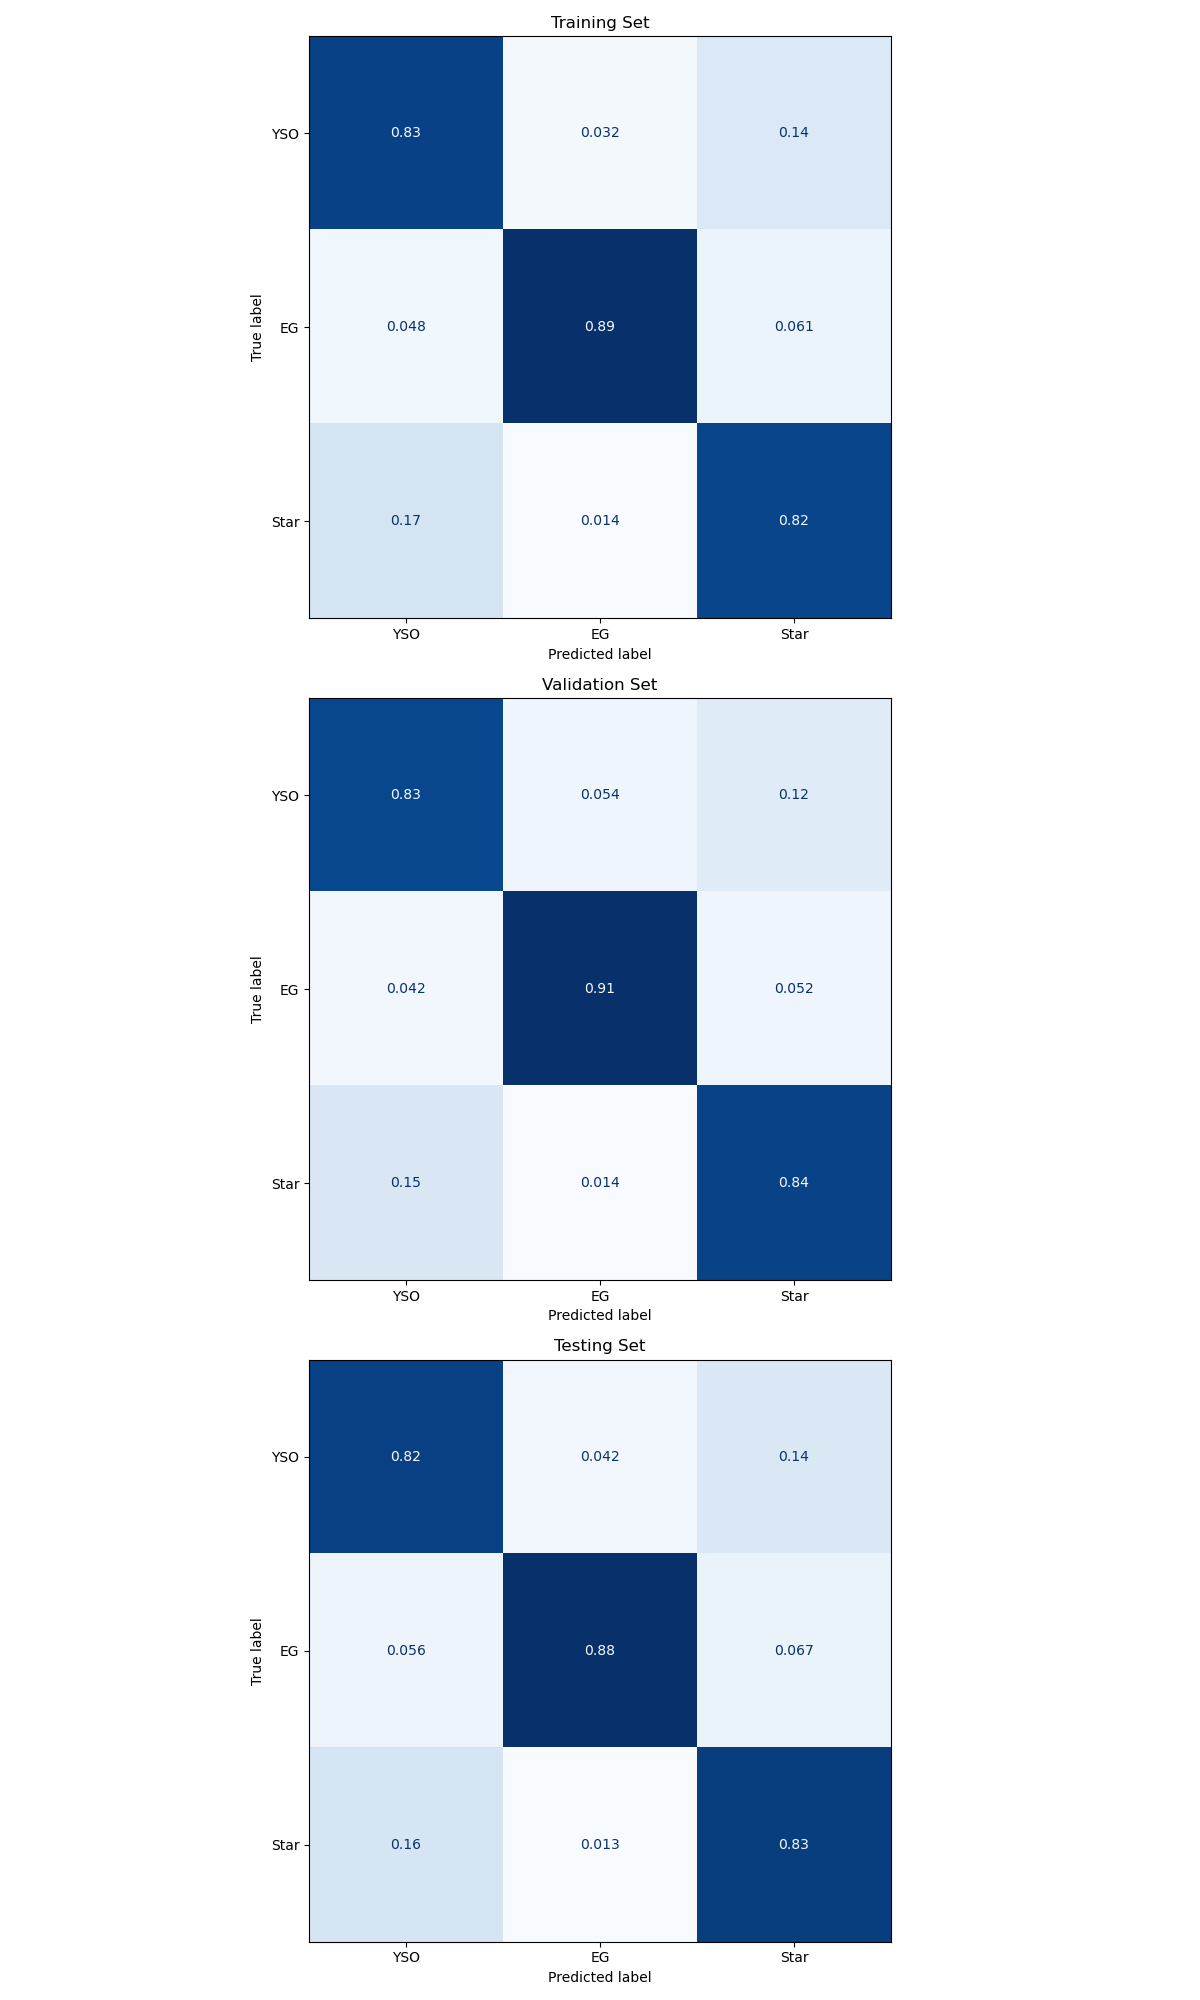 Training Set
YSO 0.83 0.032 0.14
True label
EG 0.048 0.89 0.061
Star 0.17 0.014 0.82
YSO EG Star
Predicted label
Validation Set
YSO 0.83 0.054 0.12
True label
EG 0.042 0.91 0.052
Star 0.15 0.014 0.84
YSO EG Star
Predicted label
Testing Set
YSO 0.82 0.042 0.14
True label
EG 0.056 0.88 0.067
Star 0.16 0.013 0.83
YSO EG Star
Predicted label